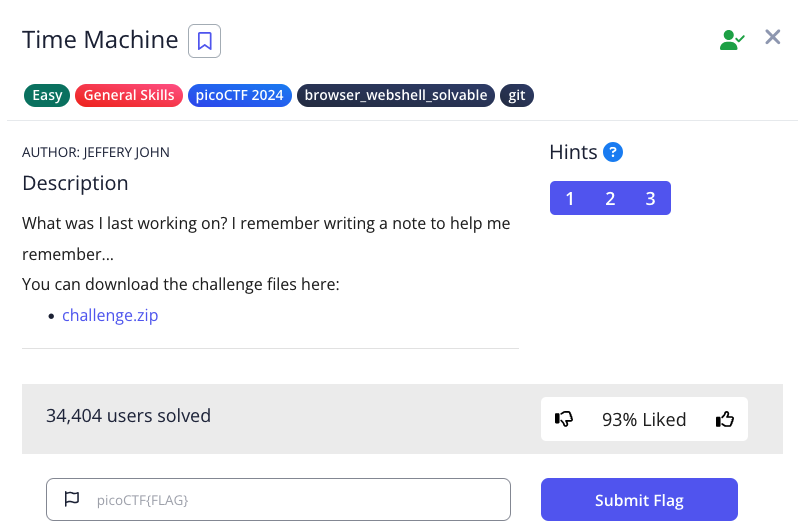 Time Machine
Easy General Skills picoCTF 2024 browser_webshell_solvable git
AUTHOR: JEFFERY JOHN
Description
What was I last working on? I remember writing a note to help me
remember...
You can download the challenge files here:
• challenge.zip
Hints ?
1 2 3
34,404 users solved
93% Liked
picoCTF{FLAG}
Submit Flag